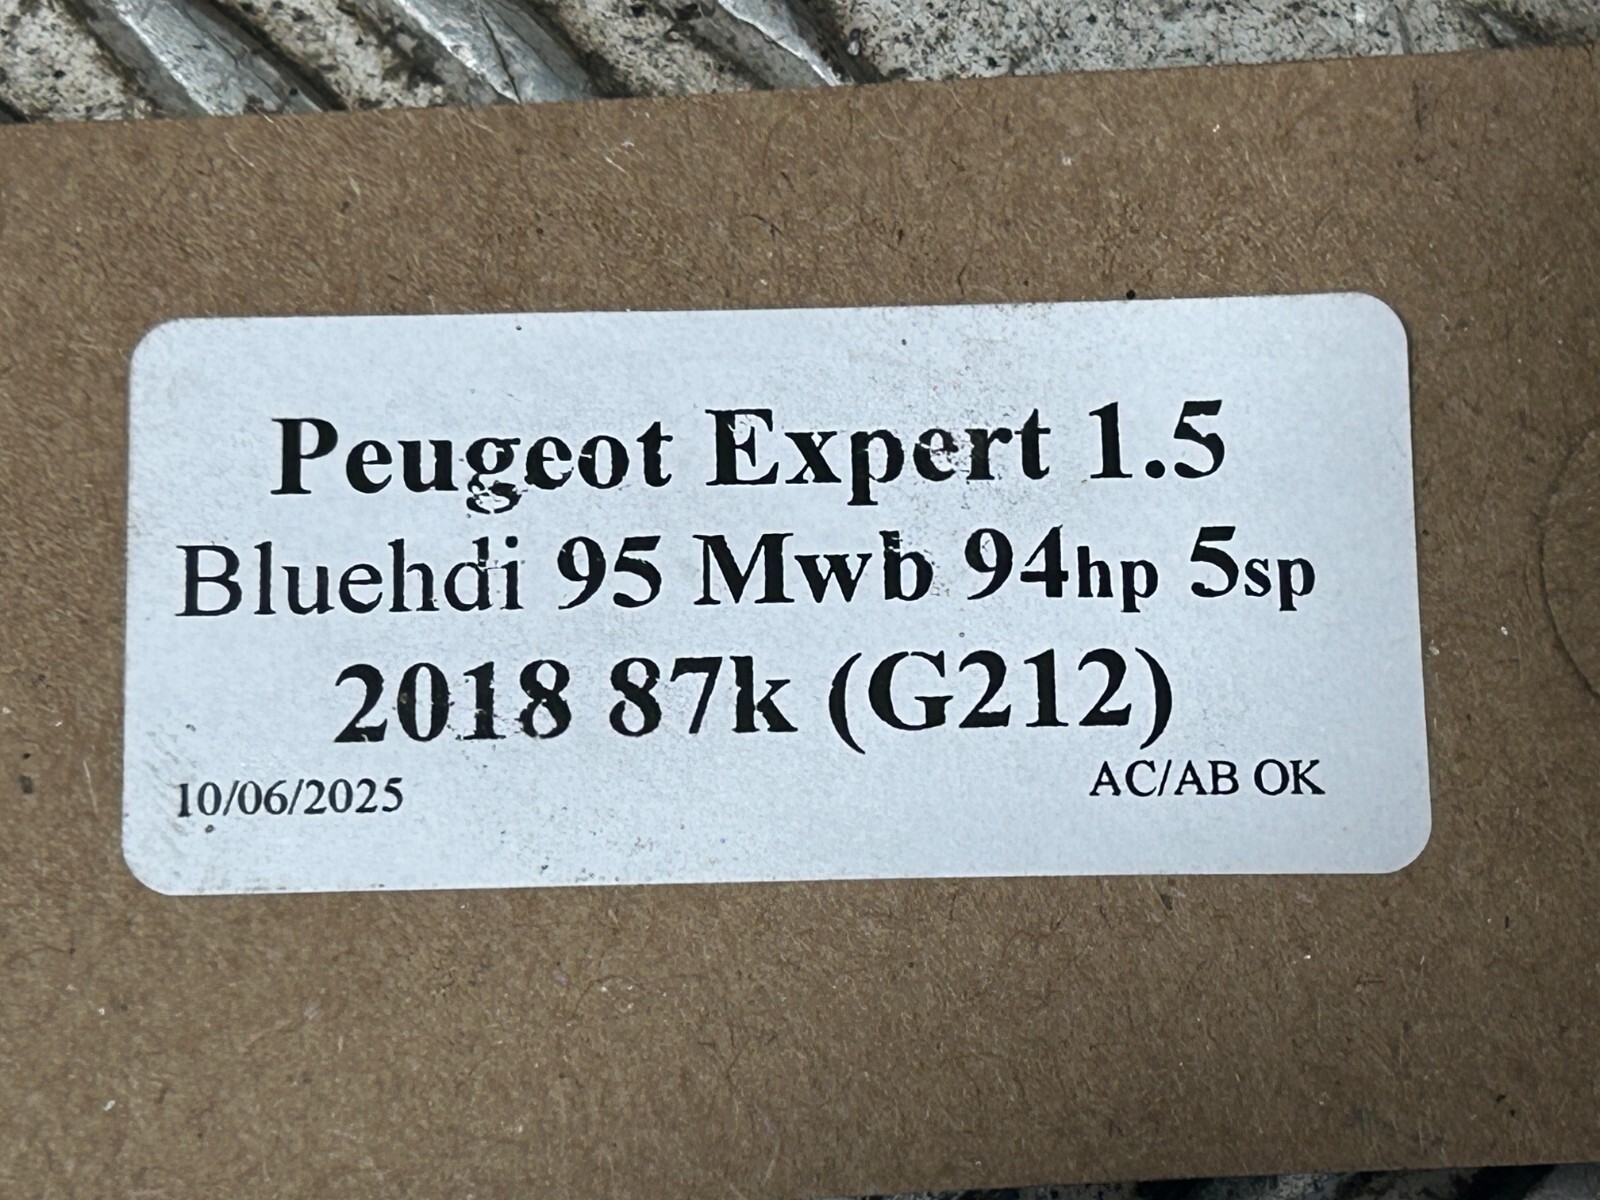 Peugeot Expert 1.5
Bluehdi 95 Mwb 94hp 5sp
2018 87k (G212)
10/06/2025 AC/AB OK